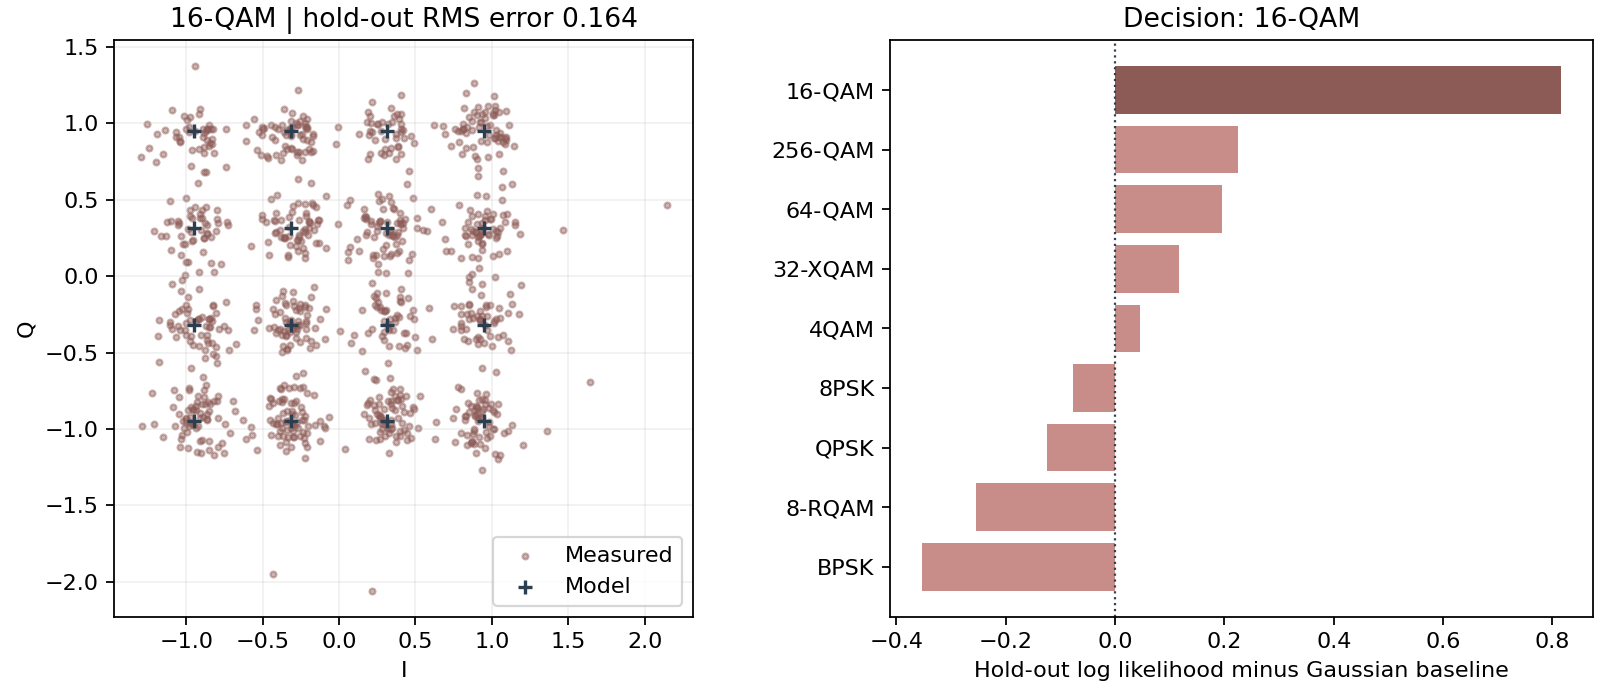 16-QAM | hold-out RMS error 0.164
1.5
1.0
0.5
0.0
−0.5
−1.0
−1.5
−2.0
Q
−1.0 −0.5 0.0 0.5 1.0 1.5 2.0
I
Measured
Model
Decision: 16-QAM
16-QAM
256-QAM
64-QAM
32-XQAM
4QAM
8PSK
QPSK
8-RQAM
BPSK
−0.4 −0.2 0.0 0.2 0.4 0.6 0.8
Hold-out log likelihood minus Gaussian baseline